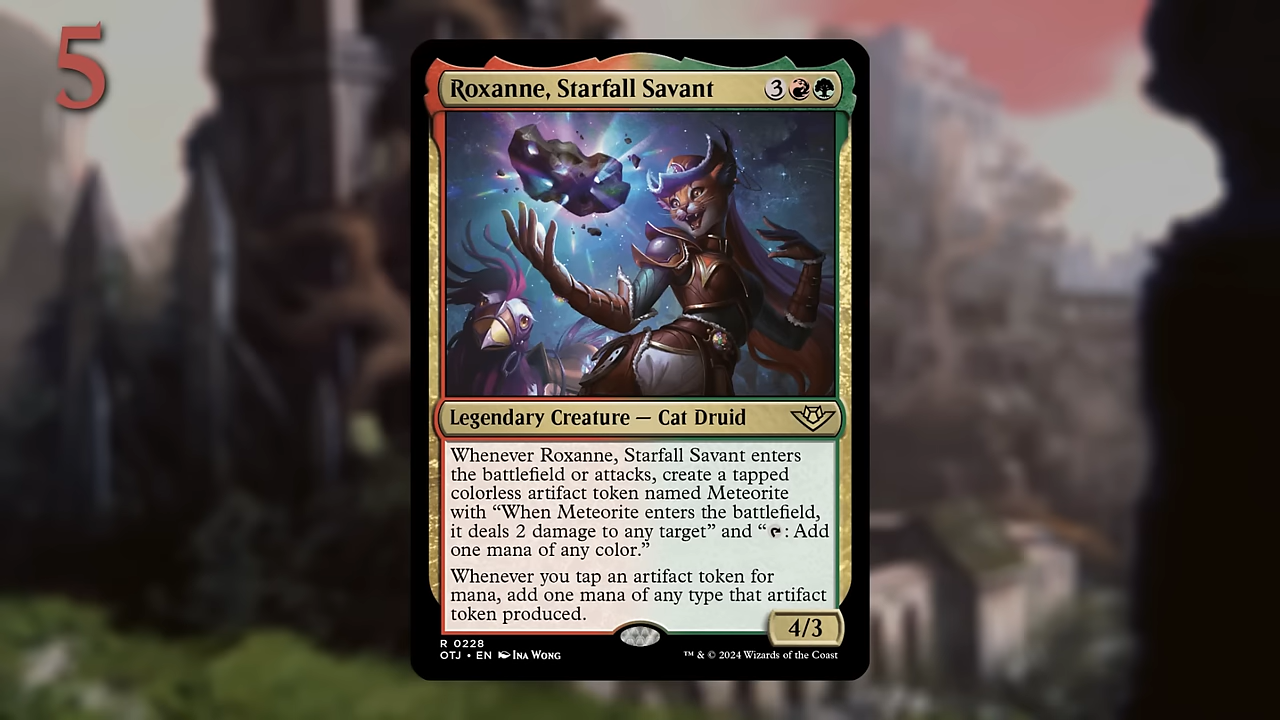 5
Roxanne, Starfall Savant 3
Legendary Creature — Cat Druid
Whenever Roxanne, Starfall Savant enters
the battlefield or attacks, create a tapped
colorless artifact token named Meteorite
with “When Meteorite enters the battlefield,
it deals 2 damage to any target” and “: Add
one mana of any color.”
Whenever you tap an artifact token for
mana, add one mana of any type that artifact
token produced.
4/3
R 0228
OTJ • EN Ina Wong
™ & © 2024 Wizards of the Coast